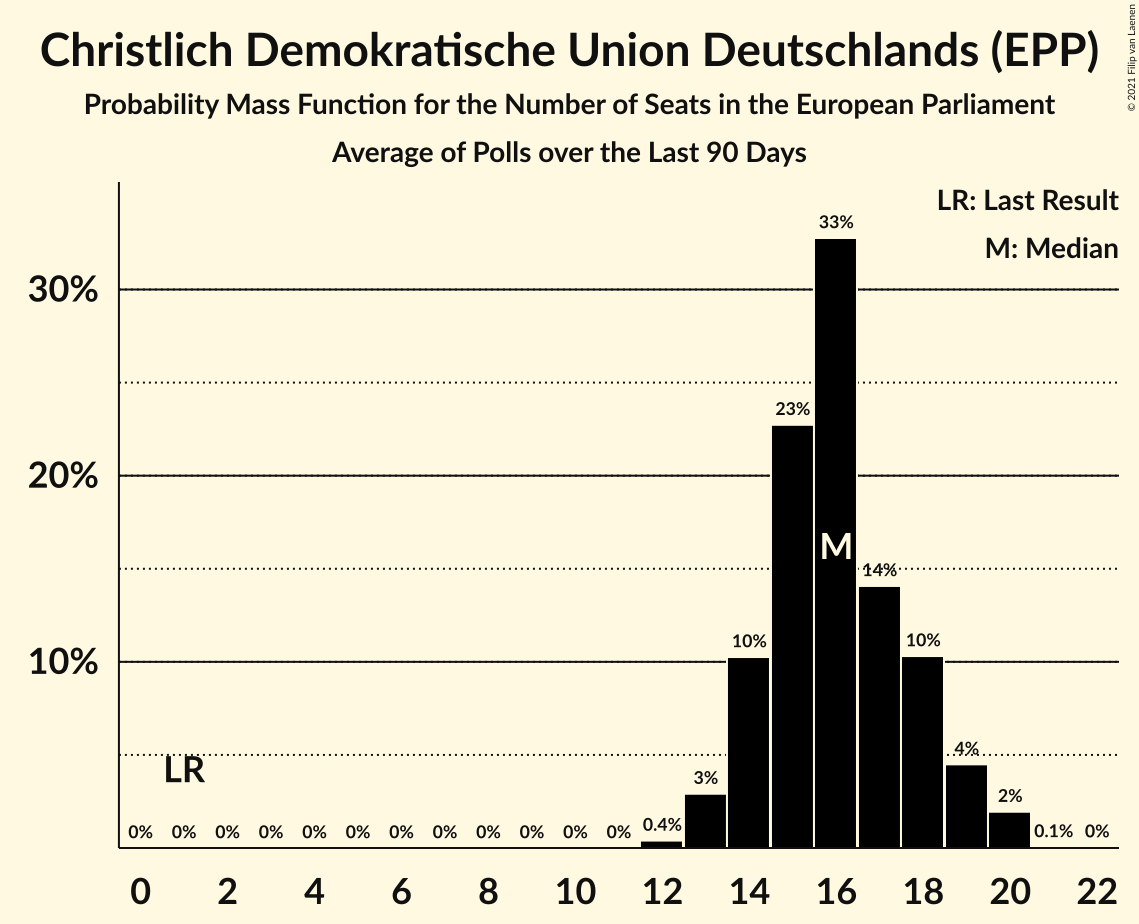 Christlich Demokratische Union Deutschlands (EPP)
Probability Mass Function for the Number of Seats in the European Parliament
Average of Polls over the Last 90 Days
© 2021 Filip van Laenen
LR: Last Result
M: Median
33%
30%
23%
20%
M
14%
10%
10%
10%
LR
4%
3%
2%
0% 0% 0% 0% 0% 0% 0% 0% 0% 0% 0% 0% 0.4% 0.1% 0%
0 2 4 6 8 10 12 14 16 18 20 22